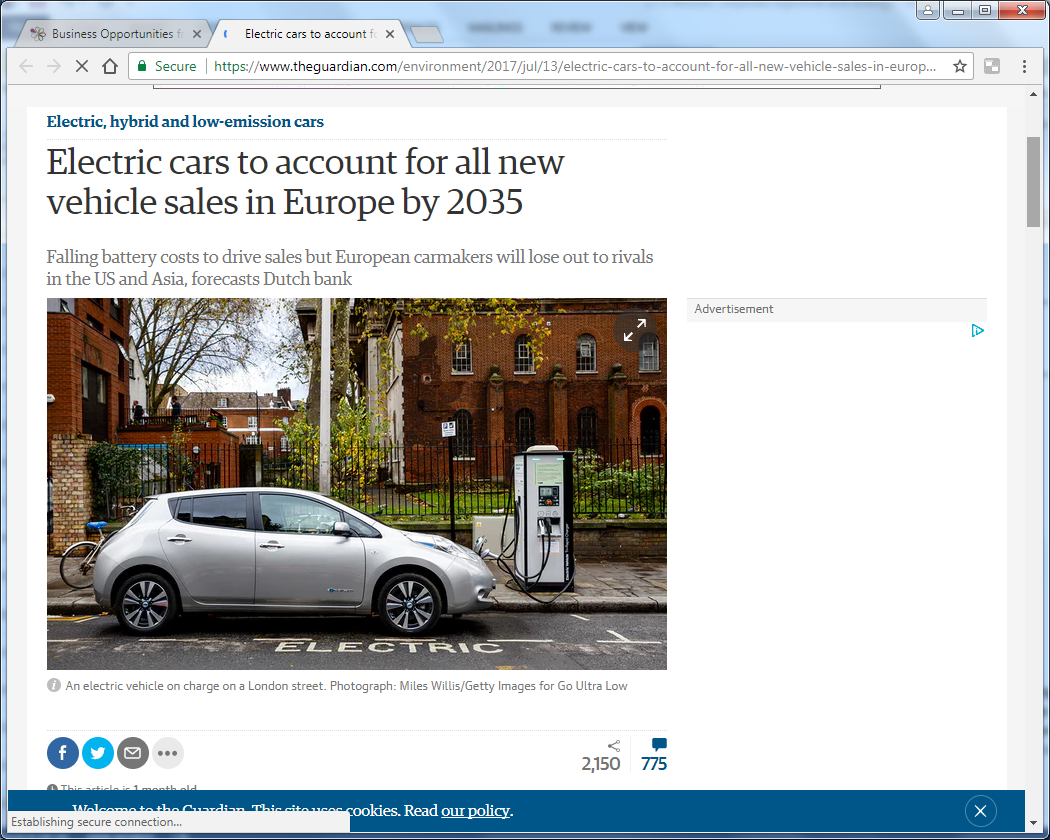 Business Opportunities f
Electric cars to account f
Secure
https://www.theguardian.com/environment/2017/jul/13/electric-cars-to-account-for-all-new-vehicle-sales-in-europ...
Electric, hybrid and low-emission cars
Electric cars to account for all new
vehicle sales in Europe by 2035
Falling battery costs to drive sales but European carmakers will lose out to rivals
in the US and Asia, forecasts Dutch bank
Advertisement
ELECTRIC
An electric vehicle on charge on a London street. Photograph: Miles Willis/Getty Images for Go Ultra Low
2,150
775
This article is 1 month old
Welcome to the Guardian. This site uses cookies. Read our policy.
Establishing secure connection...